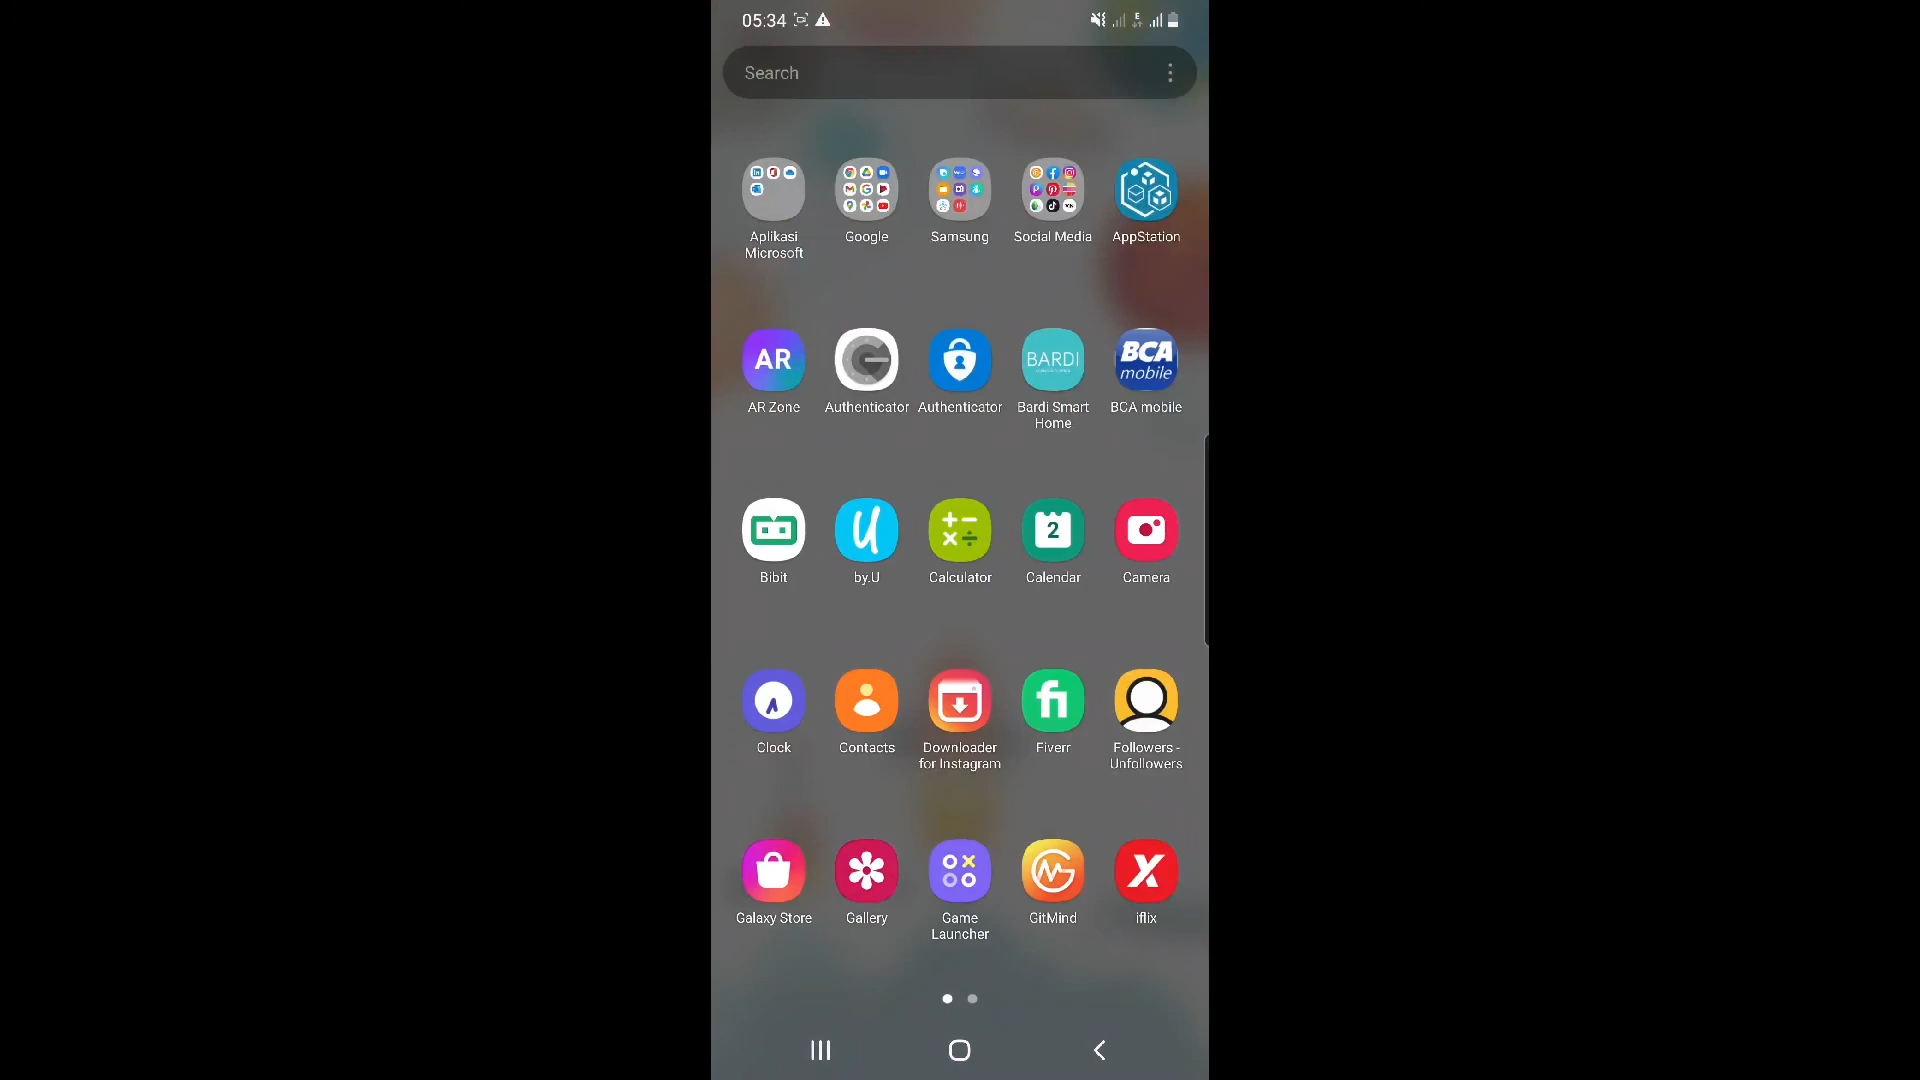 05:34
E
Search
Aplikasi
Microsoft
Google
Samsung
Social Media
AppStation
AR
BARDI
BCA
mobile
AR Zone
Authenticator
Authenticator
Bardi Smart
Home
BCA mobile
U
2
Bibit
by.U
Calculator
Calendar
Camera
fi
Clock
Contacts
Downloader
for Instagram
Fiverr
Followers -
Unfollowers
Galaxy Store
Gallery
Game
Launcher
GitMind
iflix